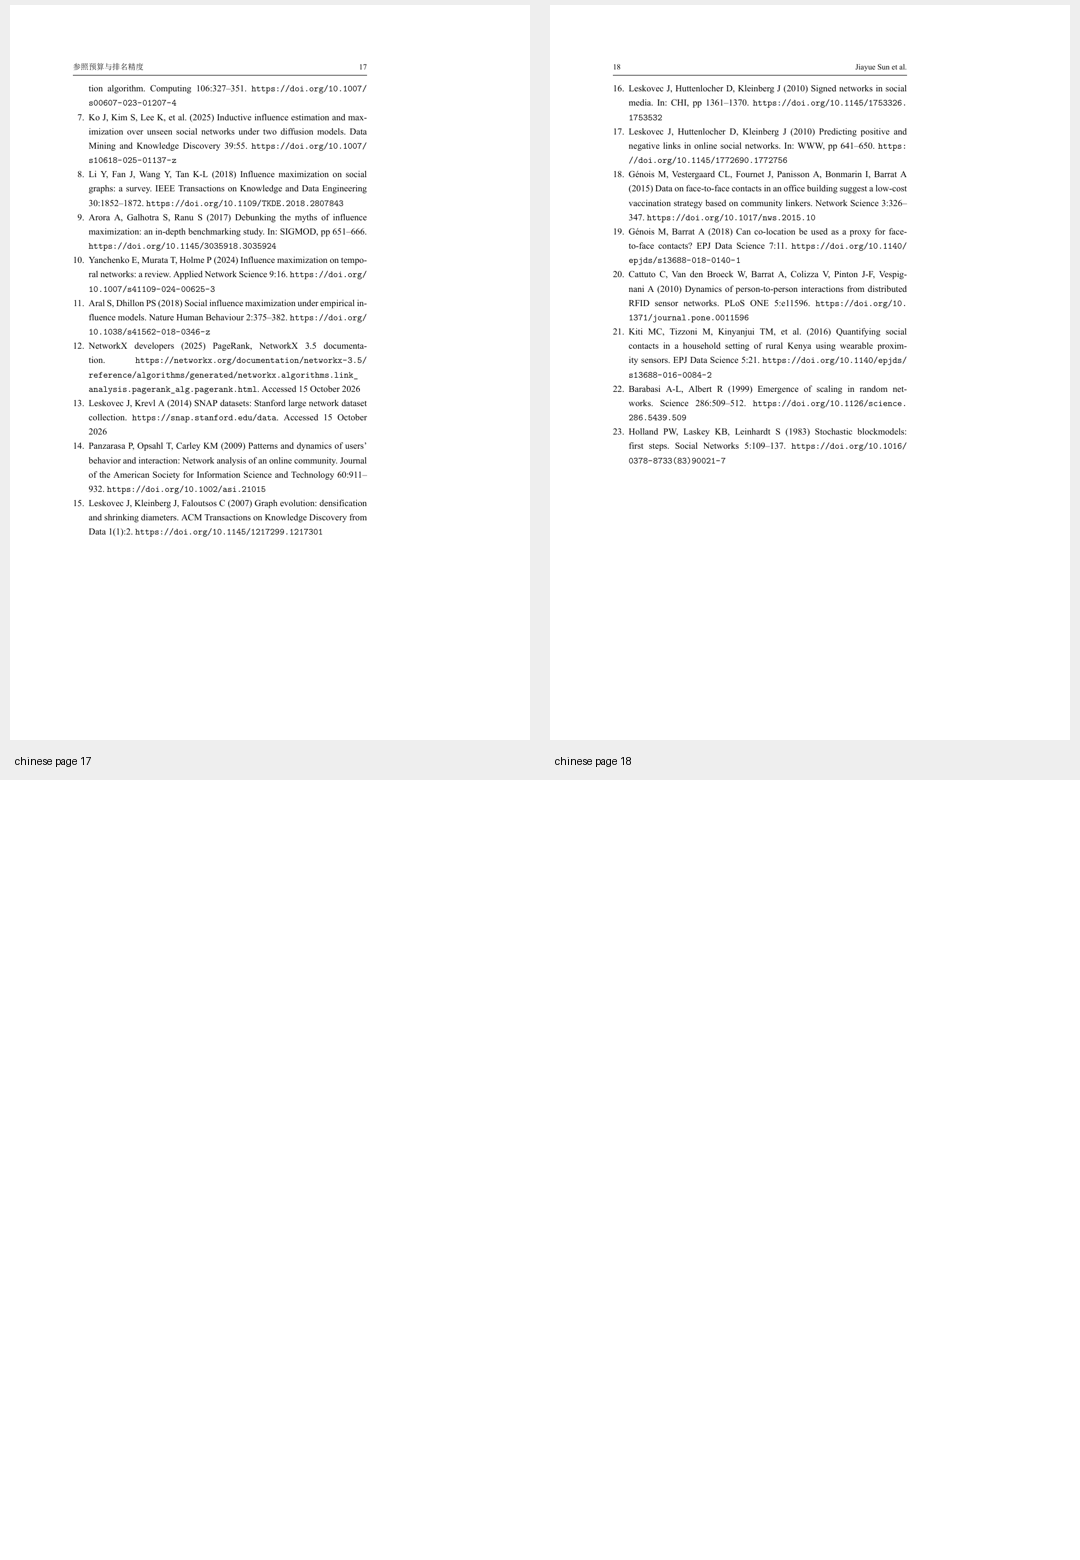 参照预算与排名精度 17
tion algorithm. Computing 106:327–351. https://doi.org/10.1007/
s00607-023-01207-4
7. Ko J, Kim S, Lee K, et al. (2025) Inductive influence estimation and max-
imization over unseen social networks under two diffusion models. Data
Mining and Knowledge Discovery 39:55. https://doi.org/10.1007/
s10618-025-01137-z
8. Li Y, Fan J, Wang Y, Tan K-L (2018) Influence maximization on social
graphs: a survey. IEEE Transactions on Knowledge and Data Engineering
30:1852–1872. https://doi.org/10.1109/TKDE.2018.2807843
9. Arora A, Galhotra S, Ranu S (2017) Debunking the myths of influence
maximization: an in-depth benchmarking study. In: SIGMOD, pp 651–666.
https://doi.org/10.1145/3035918.3035924
10. Yanchenko E, Murata T, Holme P (2024) Influence maximization on tempo-
ral networks: a review. Applied Network Science 9:16. https://doi.org/
10.1007/s41109-024-00625-3
11. Aral S, Dhillon PS (2018) Social influence maximization under empirical in-
fluence models. Nature Human Behaviour 2:375–382. https://doi.org/
10.1038/s41562-018-0346-z
12. NetworkX developers (2025) PageRank, NetworkX 3.5 documenta-
tion. https://networkx.org/documentation/networkx-3.5/
reference/algorithms/generated/networkx.algorithms.link_
analysis.pagerank_alg.pagerank.html. Accessed 15 October 2026
13. Leskovec J, Krevl A (2014) SNAP datasets: Stanford large network dataset
collection. https://snap.stanford.edu/data. Accessed 15 October
2026
14. Panzarasa P, Opsahl T, Carley KM (2009) Patterns and dynamics of users’
behavior and interaction: Network analysis of an online community. Journal
of the American Society for Information Science and Technology 60:911–
932. https://doi.org/10.1002/asi.21015
15. Leskovec J, Kleinberg J, Faloutsos C (2007) Graph evolution: densification
and shrinking diameters. ACM Transactions on Knowledge Discovery from
Data 1(1):2. https://doi.org/10.1145/1217299.1217301
chinese page 17
18 Jiayue Sun et al.
16. Leskovec J, Huttenlocher D, Kleinberg J (2010) Signed networks in social
media. In: CHI, pp 1361–1370. https://doi.org/10.1145/1753326.
1753532
17. Leskovec J, Huttenlocher D, Kleinberg J (2010) Predicting positive and
negative links in online social networks. In: WWW, pp 641–650. https:
//doi.org/10.1145/1772690.1772756
18. Génois M, Vestergaard CL, Fournet J, Panisson A, Bonmarin I, Barrat A
(2015) Data on face-to-face contacts in an office building suggest a low-cost
vaccination strategy based on community linkers. Network Science 3:326–
347. https://doi.org/10.1017/nws.2015.10
19. Génois M, Barrat A (2018) Can co-location be used as a proxy for face-
to-face contacts? EPJ Data Science 7:11. https://doi.org/10.1140/
epjds/s13688-018-0140-1
20. Cattuto C, Van den Broeck W, Barrat A, Colizza V, Pinton J-F, Vespig-
nani A (2010) Dynamics of person-to-person interactions from distributed
RFID sensor networks. PLoS ONE 5:e11596. https://doi.org/10.
1371/journal.pone.0011596
21. Kiti MC, Tizzoni M, Kinyanjui TM, et al. (2016) Quantifying social
contacts in a household setting of rural Kenya using wearable proxim-
ity sensors. EPJ Data Science 5:21. https://doi.org/10.1140/epjds/
s13688-016-0084-2
22. Barabasi A-L, Albert R (1999) Emergence of scaling in random net-
works. Science 286:509–512. https://doi.org/10.1126/science.
286.5439.509
23. Holland PW, Laskey KB, Leinhardt S (1983) Stochastic blockmodels:
first steps. Social Networks 5:109–137. https://doi.org/10.1016/
0378-8733(83)90021-7
chinese page 18